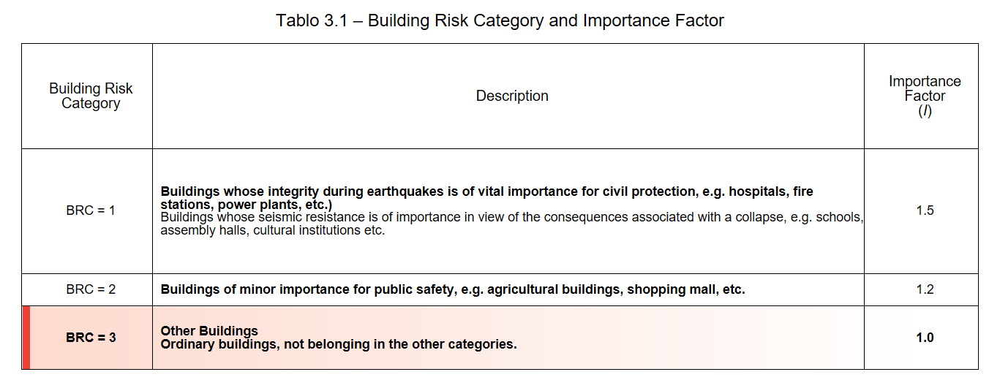 Tablo 3.1 – Building Risk Category and Importance Factor
Building Risk
Category
Description
Importance
Factor
(I)
BRC = 1
Buildings whose integrity during earthquakes is of vital importance for civil protection, e.g. hospitals, fire
stations, power plants, etc.)
Buildings whose seismic resistance is of importance in view of the consequences associated with a collapse, e.g. schools,
assembly halls, cultural institutions etc.
1.5
BRC = 2
Buildings of minor importance for public safety, e.g. agricultural buildings, shopping mall, etc.
1.2
BRC = 3
Other Buildings
Ordinary buildings, not belonging in the other categories.
1.0